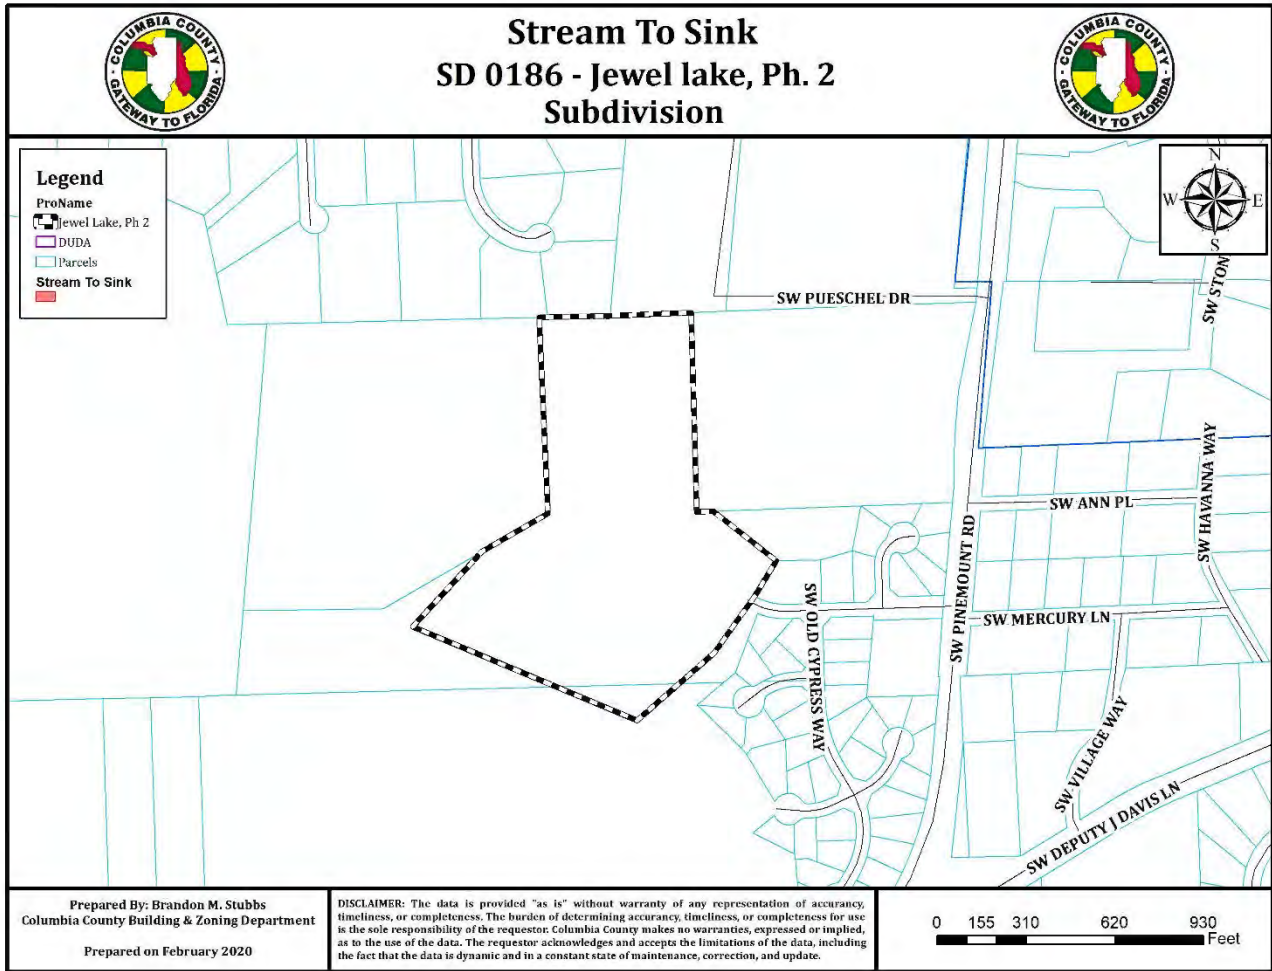 COLUMBIA COUNTY
GATEWAY TO FLORIDA
Stream To Sink
SD 0186 - Jewel lake, Ph. 2
Subdivision
COLUMBIA COUNTY
GATEWAY TO FLORIDA
Legend
ProName
Jewel Lake, Ph 2
DUDA
Parcels
Stream To Sink
N
W
E
S
SW STON
SW PUESCHEL DR
SW HAVANNA WAY
SW ANN PL
SW PINEMOUNT RD
SW MERCURY LN
SW OLD CYPRESS WAY
SW VILLAGE WAY
SW DEPUTY J DAVIS LN
Prepared By: Brandon M. Stubbs
Columbia County Building & Zoning Department
Prepared on February 2020
DISCLAIMER: The data is provided "as is" without warranty of any representation of accuracy,
timeliness, or completeness. The burden of determining accuracy, timeliness, or completeness for use
is the sole responsibility of the requestor. Columbia County makes no warranties, expressed or implied,
as to the use of the data. The requestor acknowledges and accepts the limitations of the data, including
the fact that the data is dynamic and in a constant state of maintenance, correction, and update.
0 155 310 620 930
Feet